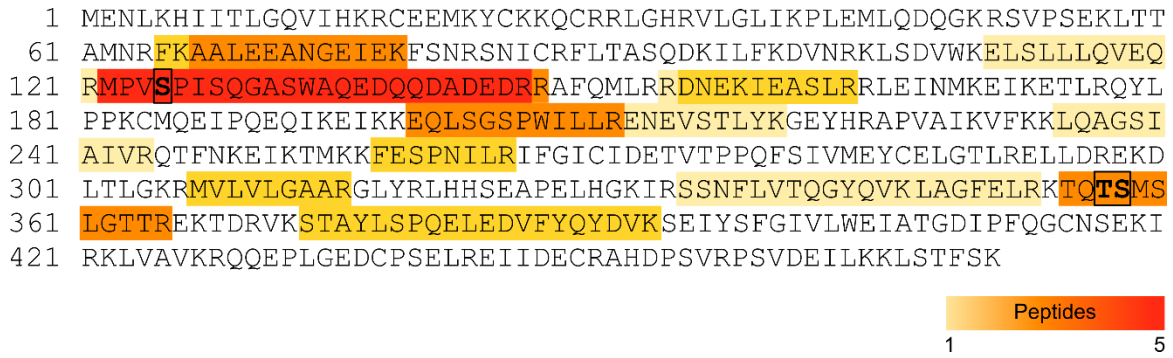 1 MENLKHIITLGQVIHKRCEEMKYCKKQCRRLGHRVLGLIKPLEMLQDQGKRSVPSEKLTT
61 AMNRFKAALEEANGEIEKFSNRSNICRFLTASQDKILFKDVNRKLSDVWKELSLLLQVEQ
121 RMPVSPISQGASWAQEDQQDADEDRRAFQMLRRDNEKIEASLRRLEINMKEIKETLRQYL
181 PPKCMQEIPQEQIKEIKKEQLSGSPWILLRENEVSTLYKGEYHRAPVAIKVFKKLQAGSI
241 AIVRQTFNKEIKTMKKFESPNILRIFGICIDETVTPPQFSIVMEYCELGTLRELLDREKD
301 LTLGKRMVLVLGAARGLYRLHHSEAPELHGKIRSSNFLVTQGYQVKLAGFELRKTQTSMS
361 LGTTREKTDRVKSTAYLSPQELEDVFYQYDVKSEIYSFGIVLWEIATGDIPFQGCNSEKI
421 RKLVAVKRQQEPLGEDCPSELREIIDECRAHDPSVRPSVDEILKKLSTFSK
Peptides
1 5